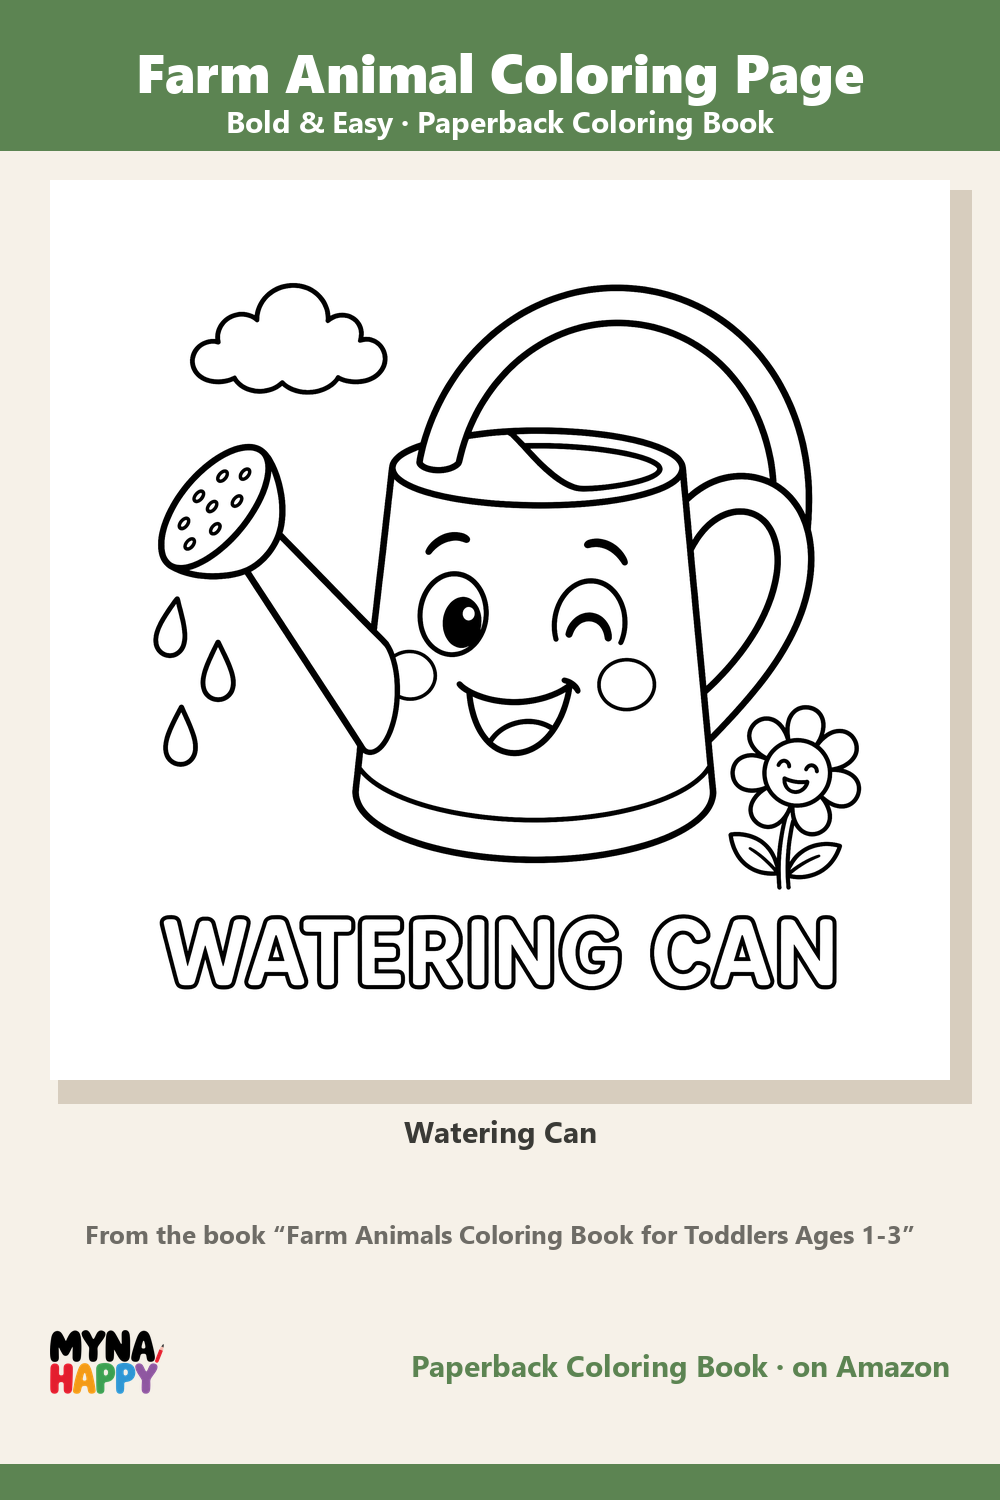 Farm Animal Coloring Page
Bold & Easy · Paperback Coloring Book
WATERING CAN
Watering Can
From the book “Farm Animals Coloring Book for Toddlers Ages 1-3”
MYNA
HAPPY
Paperback Coloring Book · on Amazon